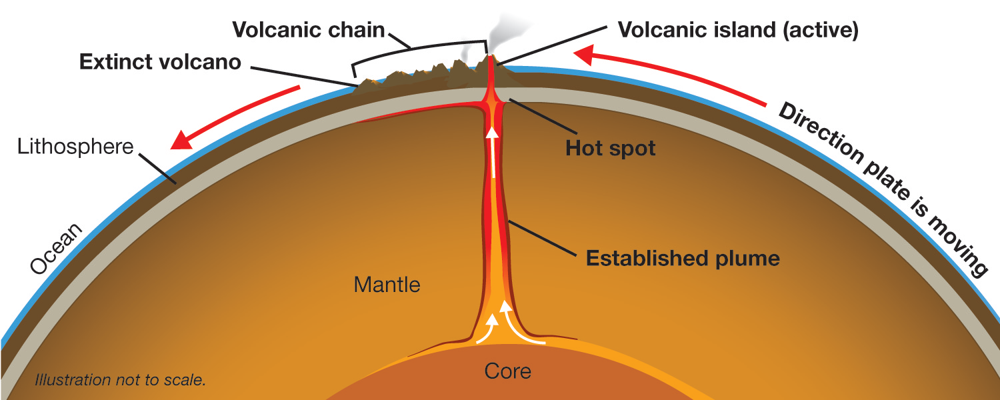 Volcanic chain
Volcanic island (active)
Extinct volcano
Direction plate is moving
Lithosphere
Hot spot
Ocean
Established plume
Mantle
Core
Illustration not to scale.